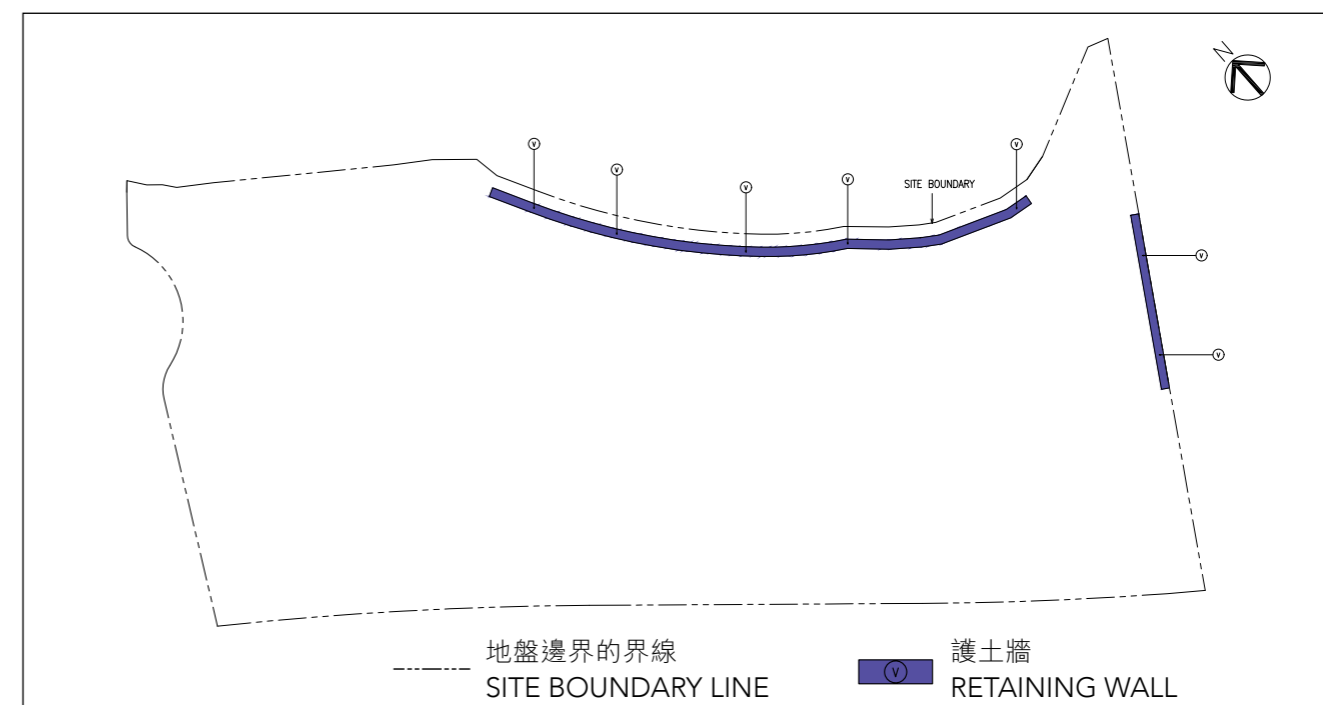 N
V
V
V
V
V
SITE BOUNDARY
V
V
地盤邊界的界線
SITE BOUNDARY LINE
V
護土牆
RETAINING WALL